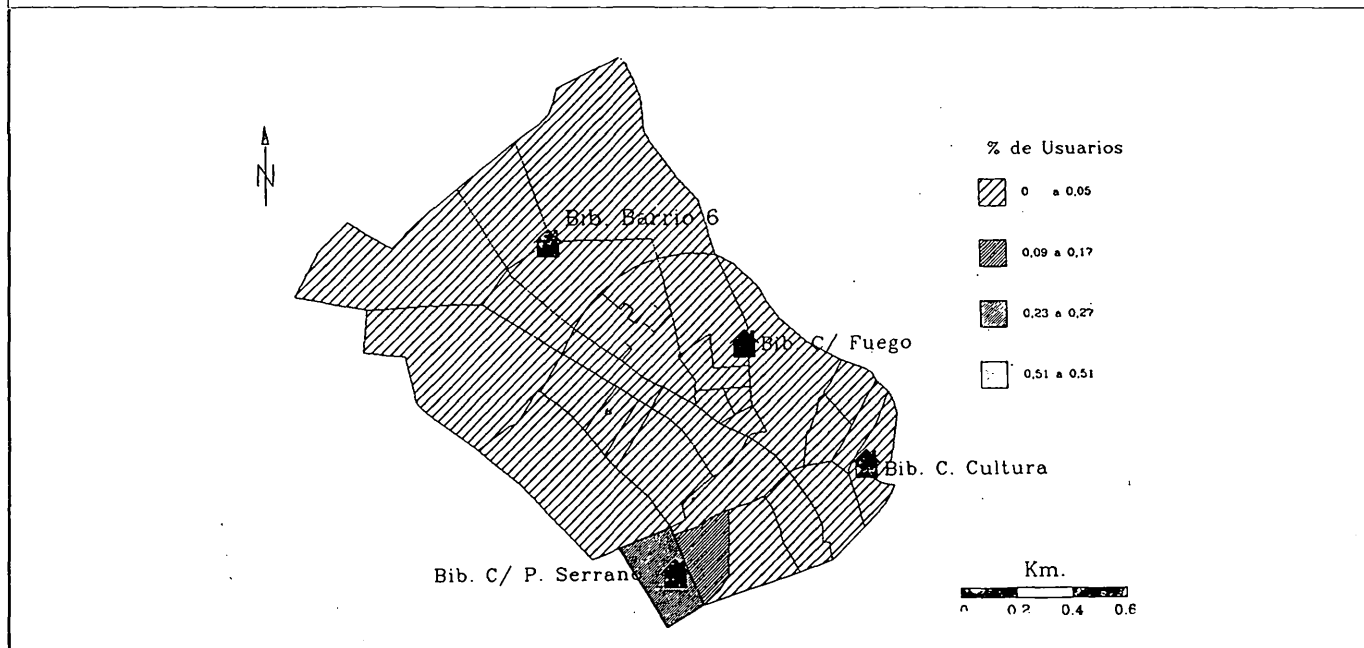 N
% de Usuarios
0 a 0,05
0,09 a 0,17
0,23 a 0,27
0,51 a 0,51
Bib. Barrio 6
Bib. C/ Fuego
Bib. C. Cultura
Bib. C/ P. Serrano
Km.
0 0.2 0.4 0.6